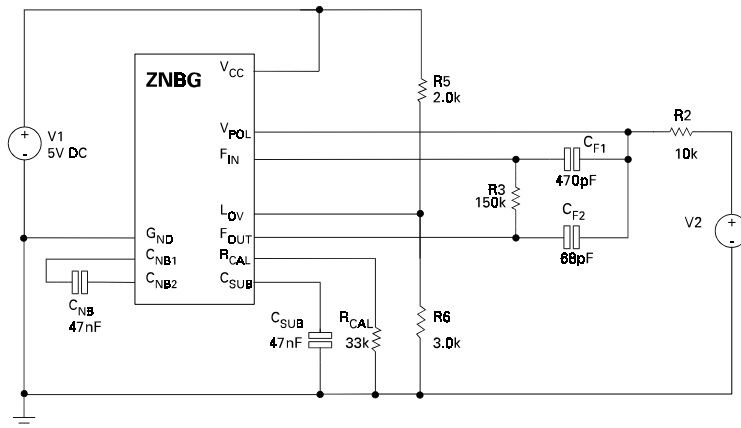 VCC
ZNBG
R5
2.0k
R2
10k
V1
5V DC
+
-
VPOL
FIN
CF1
470pF
R3
150k
CF2
68pF
V2
+
-
LOV
GND
FOUT
CNB1
RCAL
CNB2
CSUB
CNB
47nF
CSUB
47nF
RCAL
33k
R6
3.0k